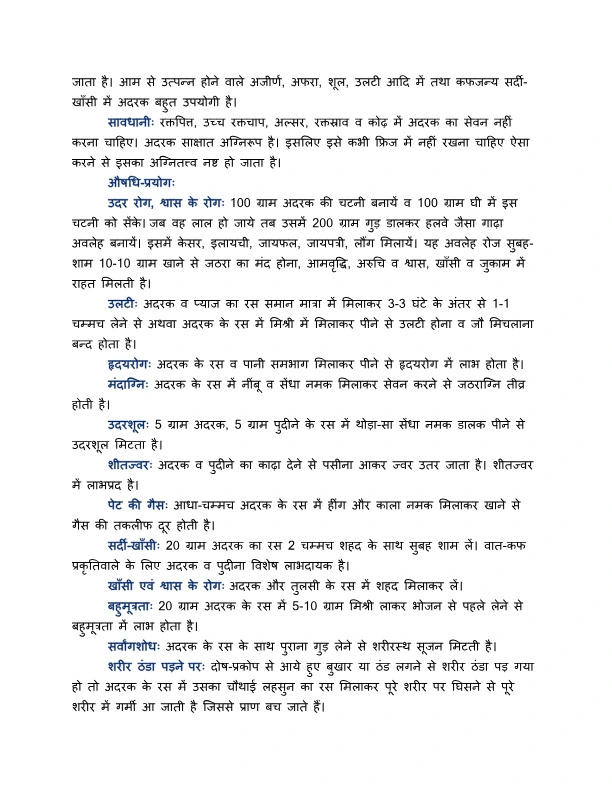 जाता है। आम से उत्पन्न होने वाले अजीर्ण, अफरा, शूल, उलटी आदि में तथा कफजन्य सर्दी-
खाँसी में अदरक बहुत उपयोगी है।
सावधानीः रक्तपित्त, उच्च रक्तचाप, अल्सर, रक्तस्राव व कोढ़ में अदरक का सेवन नहीं
करना चाहिए। अदरक साक्षात अग्निरूप है। इसलिए इसे कभी फ्रिज में नहीं रखना चाहिए ऐसा
करने से इसका अग्नितत्त्व नष्ट हो जाता है।
औषधि-प्रयोगः
उदर रोग, श्वास के रोगः 100 ग्राम अदरक की चटनी बनायें व 100 ग्राम घी में इस
चटनी को सेंके। जब वह लाल हो जाये तब उसमें 200 ग्राम गुड़ डालकर हलवे जैसा गाढ़ा
अवलेह बनायें। इसमें केसर, इलायची, जायफल, जायपत्री, लौंग मिलायें। यह अवलेह रोज सुबह-
शाम 10-10 ग्राम खाने से जठरा का मंद होना, आमवृद्धि, अरुचि व श्वास, खाँसी व जुकाम में
राहत मिलती है।
उलटीः अदरक व प्याज का रस समान मात्रा में मिलाकर 3-3 घंटे के अंतर से 1-1
चम्मच लेने से अथवा अदरक के रस में मिश्री में मिलाकर पीने से उलटी होना व जौ मिचलाना
बन्द होता है।
हृदयरोगः अदरक के रस व पानी समभाग मिलाकर पीने से हृदयरोग में लाभ होता है।
मंदाग्निः अदरक के रस में नींबू व सेंधा नमक मिलाकर सेवन करने से जठराग्नि तीव्र
होती है।
उदरशूलः 5 ग्राम अदरक, 5 ग्राम पुदीने के रस में थोड़ा-सा सेंधा नमक डालक पीने से
उदरशूल मिटता है।
शीतज्वरः अदरक व पुदीने का काढ़ा देने से पसीना आकर ज्वर उतर जाता है। शीतज्वर
में लाभप्रद है।
पेट की गैसः आधा-चम्मच अदरक के रस में हींग और काला नमक मिलाकर खाने से
गैस की तकलीफ दूर होती है।
सर्दी-खाँसीः 20 ग्राम अदरक का रस 2 चम्मच शहद के साथ सुबह शाम लें। वात-कफ
प्रकृतिवाले के लिए अदरक व पुदीना विशेष लाभदायक है।
खाँसी एवं श्वास के रोगः अदरक और तुलसी के रस में शहद मिलाकर लें।
बहुमूत्रताः 20 ग्राम अदरक के रस में 5-10 ग्राम मिश्री लाकर भोजन से पहले लेने से
बहुमूत्रता में लाभ होता है।
सर्वांगशोधः अदरक के रस के साथ पुराना गुड़ लेने से शरीरस्थ सूजन मिटती है।
शरीर ठंडा पड़ने परः दोष-प्रकोप से आये हुए बुखार या ठंड लगने से शरीर ठंडा पड़ गया
हो तो अदरक के रस में उसका चौथाई लहसुन का रस मिलाकर पूरे शरीर पर घिसने से पूरे
शरीर में गर्मी आ जाती है जिससे प्राण बच जाते हैं।